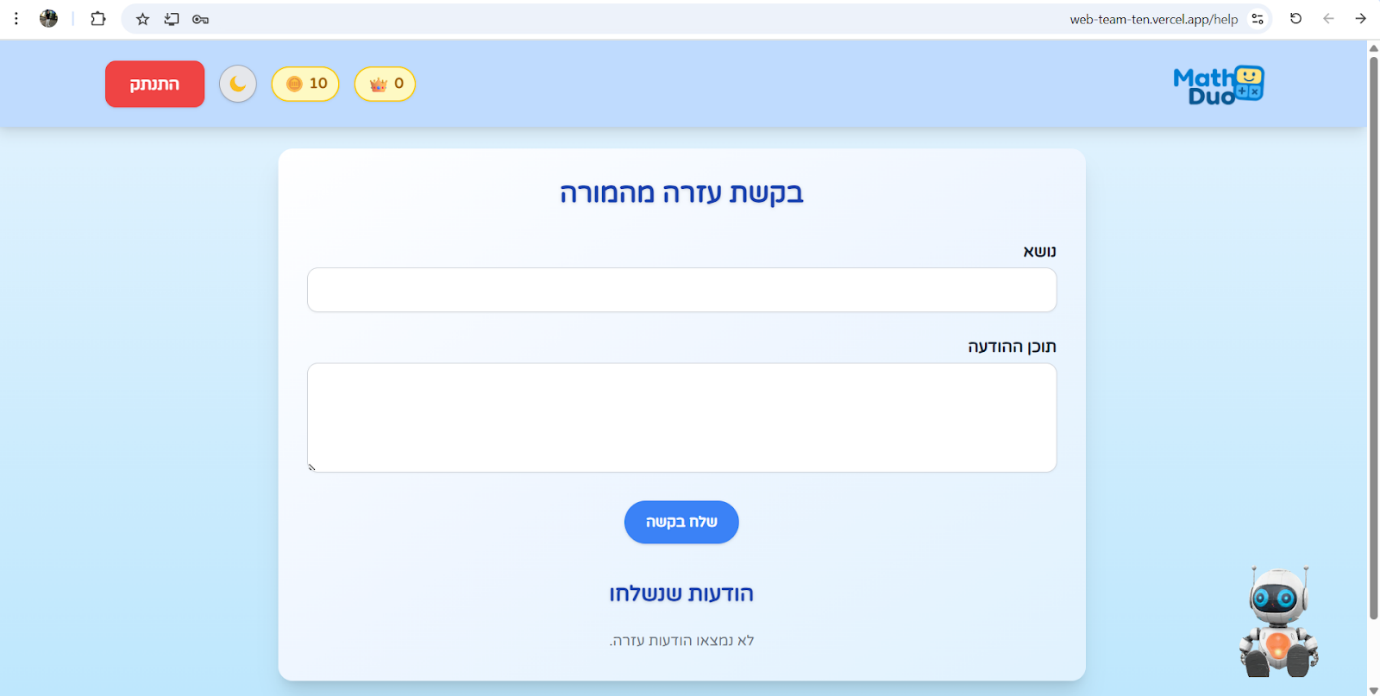 web-team-ten.vercel.app/help
Math
Duo
0
10
התנתק
בקשת עזרה מהמורה
נושא
תוכן ההודעה
שלח בקשה
הודעות שנשלחו
לא נמצאו הודעות עזרה.